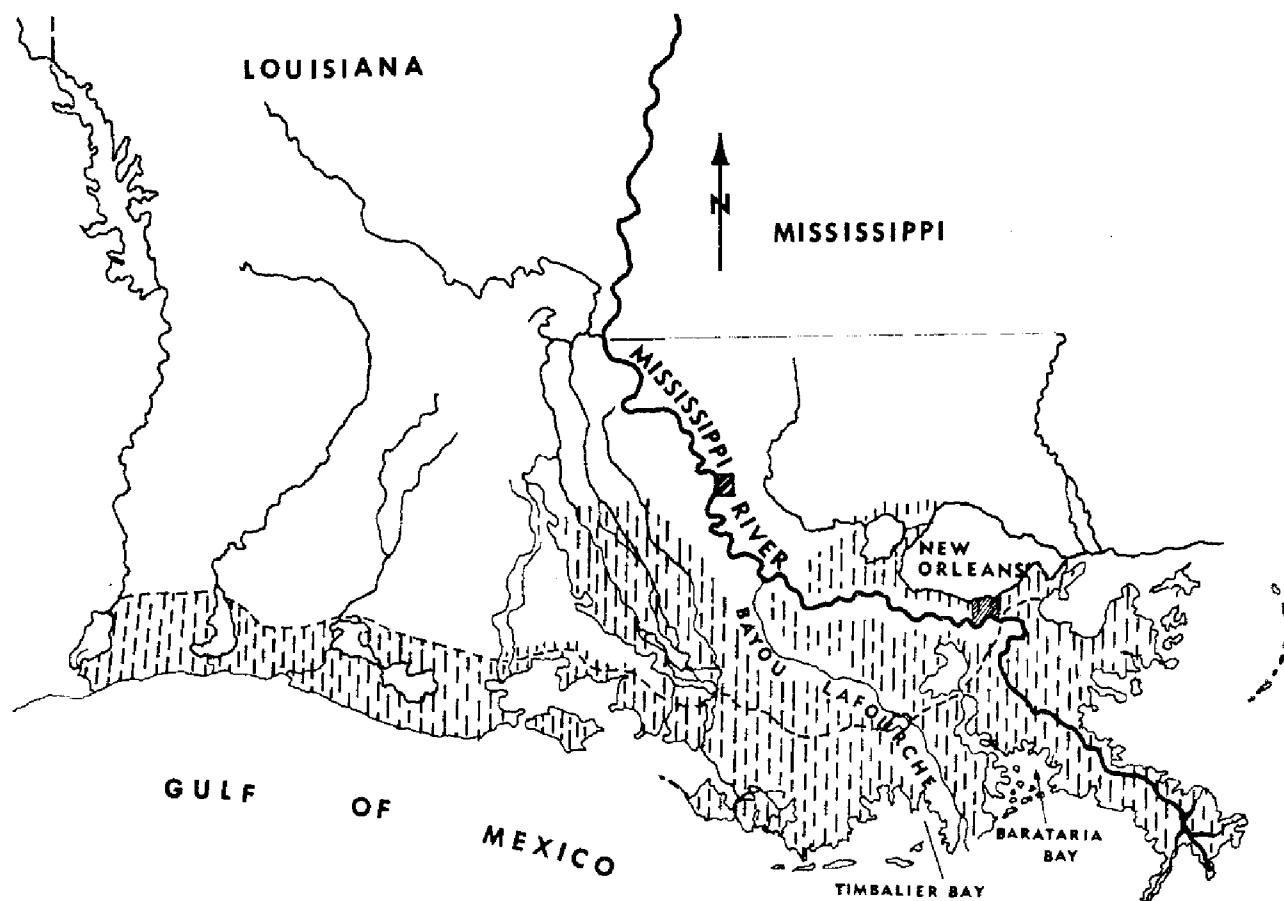 LOUISIANA
N
MISSISSIPPI
MISSISSIPPI RIVER
NEW
ORLEANS
BAYOU LAFOURCHE
GULF OF MEXICO
BARATARIA
BAY
TIMBALIER BAY